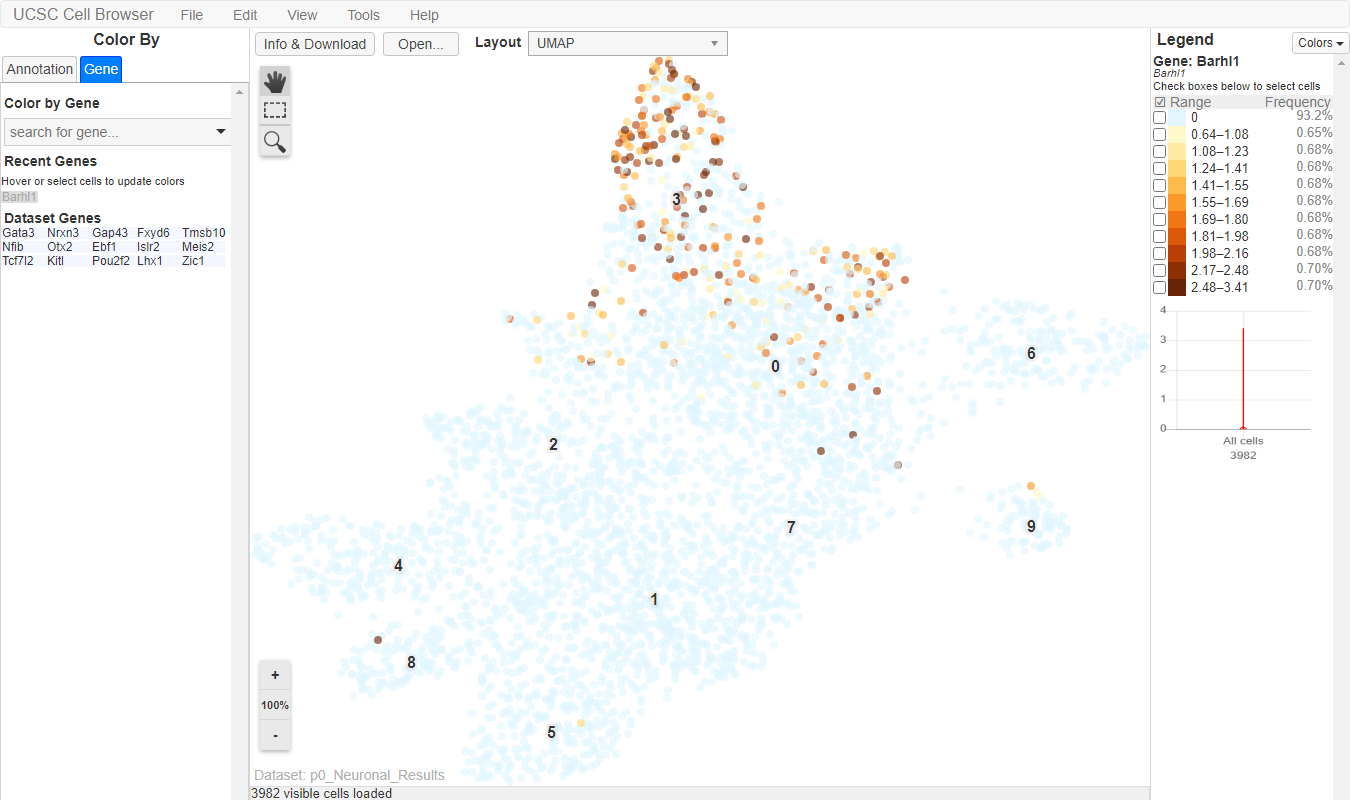 UCSC Cell Browser File Edit View Tools Help
Color By
Annotation Gene
Color by Gene
search for gene...
Recent Genes
Hover or select cells to update colors
Barhl1
Dataset Genes
Gata3 Nrxn3 Gap43 Fxyd6 Tmsb10
Nfib Otx2 Ebf1 Islr2 Meis2
Tcf7l2 Kitl Pou2f2 Lhx1 Zic1
Info & Download Open... Layout UMAP
3
0
6
2
7
9
4
1
8
5
+
100%
-
Dataset: p0_Neuronal_Results
3982 visible cells loaded
Legend Colors
Gene: Barhl1
Barhl1
Check boxes below to select cells
Range Frequency
0 93.2%
0.64–1.08 0.65%
1.08–1.23 0.68%
1.24–1.41 0.68%
1.41–1.55 0.68%
1.55–1.69 0.68%
1.69–1.80 0.68%
1.81–1.98 0.68%
1.98–2.16 0.68%
2.17–2.48 0.70%
2.48–3.41 0.70%
4
3
2
1
0
All cells
3982